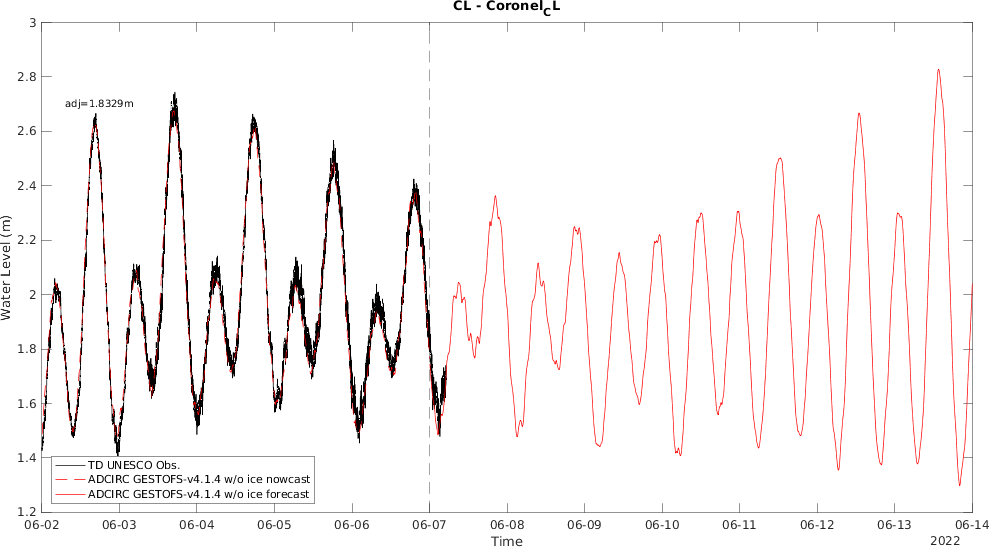 CL - Coronel_CL
3
2.8
2.6
2.4
2.2
2
1.8
1.6
1.4
1.2
Water Level (m)
adj=1.8329m
TD UNESCO Obs.
ADCIRC GESTOFS-v4.1.4 w/o ice nowcast
ADCIRC GESTOFS-v4.1.4 w/o ice forecast
06-02 06-03 06-04 06-05 06-06 06-07 06-08 06-09 06-10 06-11 06-12 06-13 06-14
Time
2022